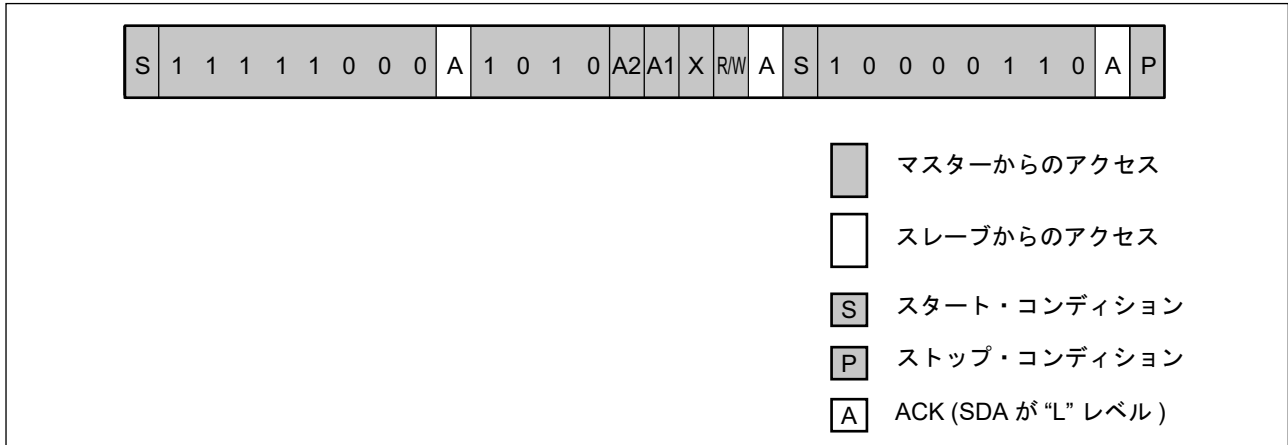 S 1 1 1 1 1 0 0 0 A 1 0 1 0 A2 A1 X R/W A S 1 0 0 0 0 1 1 0 A P
マスターからのアクセス
スレーブからのアクセス
S スタート・コンディション
P ストップ・コンディション
A ACK (SDA が “L” レベル )